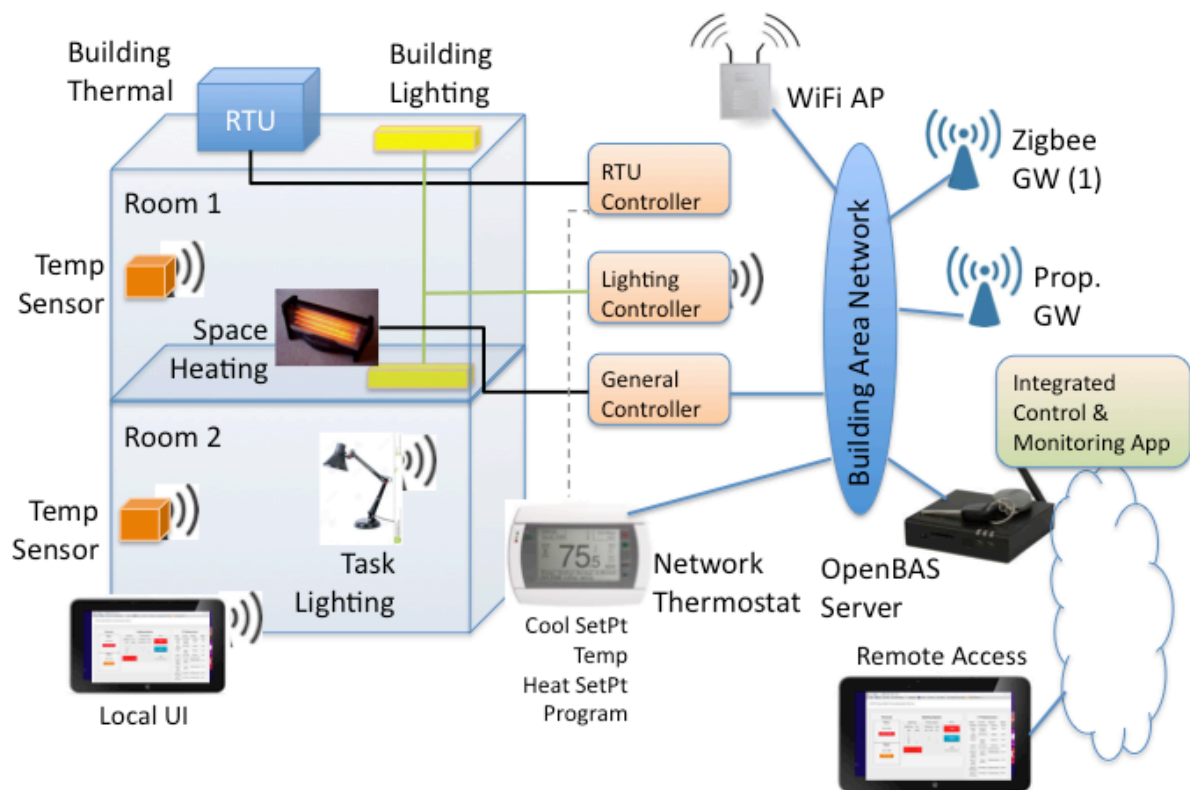 Building
Thermal
RTU
Building
Lighting
WiFi AP
Zigbee
GW (1)
RTU
Controller
Room 1
Temp
Sensor
Lighting
Controller
Prop.
GW
Space
Heating
General
Controller
Building Area Network
Integrated
Control &
Monitoring App
Room 2
Temp
Sensor
Task
Lighting
75
5
Network
Thermostat
OpenBAS
Server
Cool SetPt
Temp
Heat SetPt
Program
Local UI
Remote Access